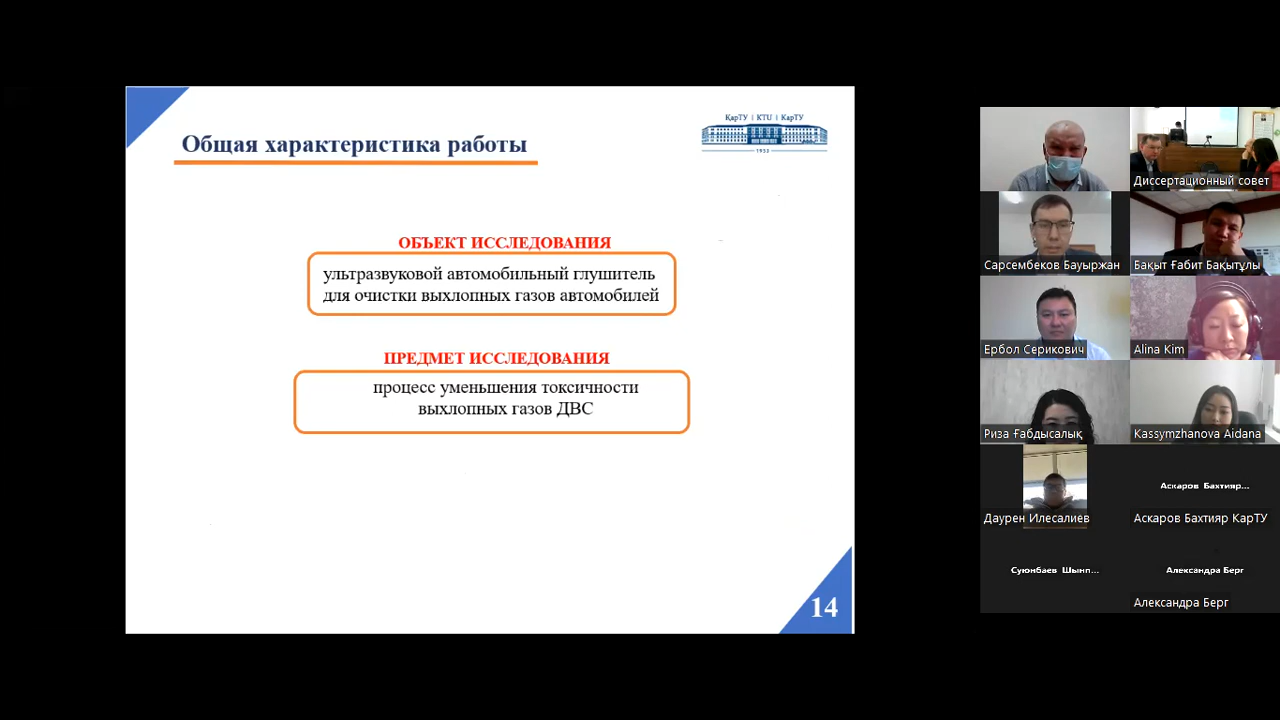 Общая характеристика работы
ҚарТУ | KTU | КарТУ
1953
ОБЪЕКТ ИССЛЕДОВАНИЯ
ультразвуковой автомобильный глушитель
для очистки выхлопных газов автомобилей
ПРЕДМЕТ ИССЛЕДОВАНИЯ
процесс уменьшения токсичности
выхлопных газов ДВС
14
Диссертационный совет
Сарсембеков Бауыржан
Бақыт Ғабит Бақытұлы
Ербол Серикович
Alina Kim
Риза Ғабдысалық
Kassymzhanova Aidana
Даурен Илесалиев
Аскаров Бахтияр...
Аскаров Бахтияр КарТУ
Суюнбаев Шынп...
Александра Берг
Александра Берг